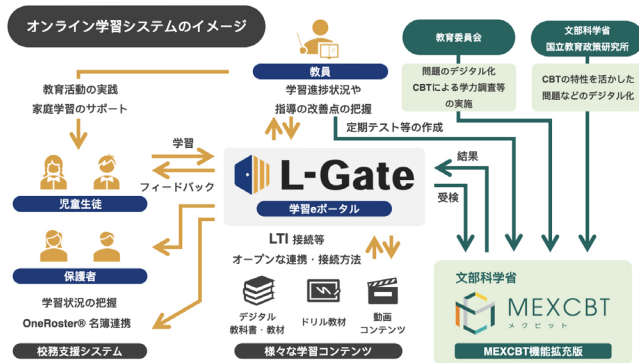 オンライン学習システムのイメージ
教員
学習進捗状況や
指導の改善点の把握
教育委員会
問題のデジタル化
CBTによる学力調査等
の実施
文部科学省
国立教育政策研究所
CBTの特性を活かした
問題などのデジタル化
教育活動の実践
家庭学習のサポート
定期テスト等の作成
学習
フィードバック
結果
受検
L-Gate
学習eポータル
児童生徒
保護者
学習状況の把握
OneRoster® 名簿連携
校務支援システム
LTI 接続等
オープンな連携・接続方法
デジタル
教科書・教材
ドリル教材
動画
コンテンツ
様々な学習コンテンツ
文部科学省
MEXCBT
メクビット
MEXCBT機能拡充版